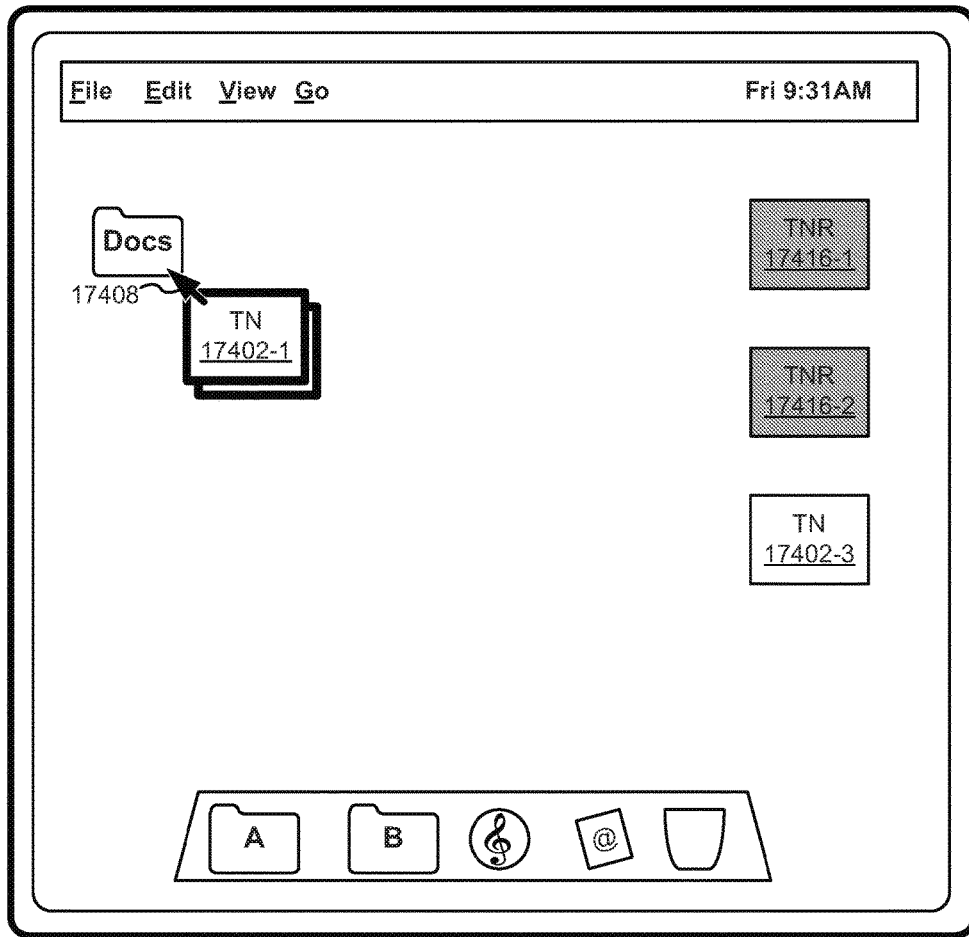 File Edit View Go Fri 9:31AM
Docs
17408
TN
17402-1
TNR
17416-1
TNR
17416-2
TN
17402-3
A B @